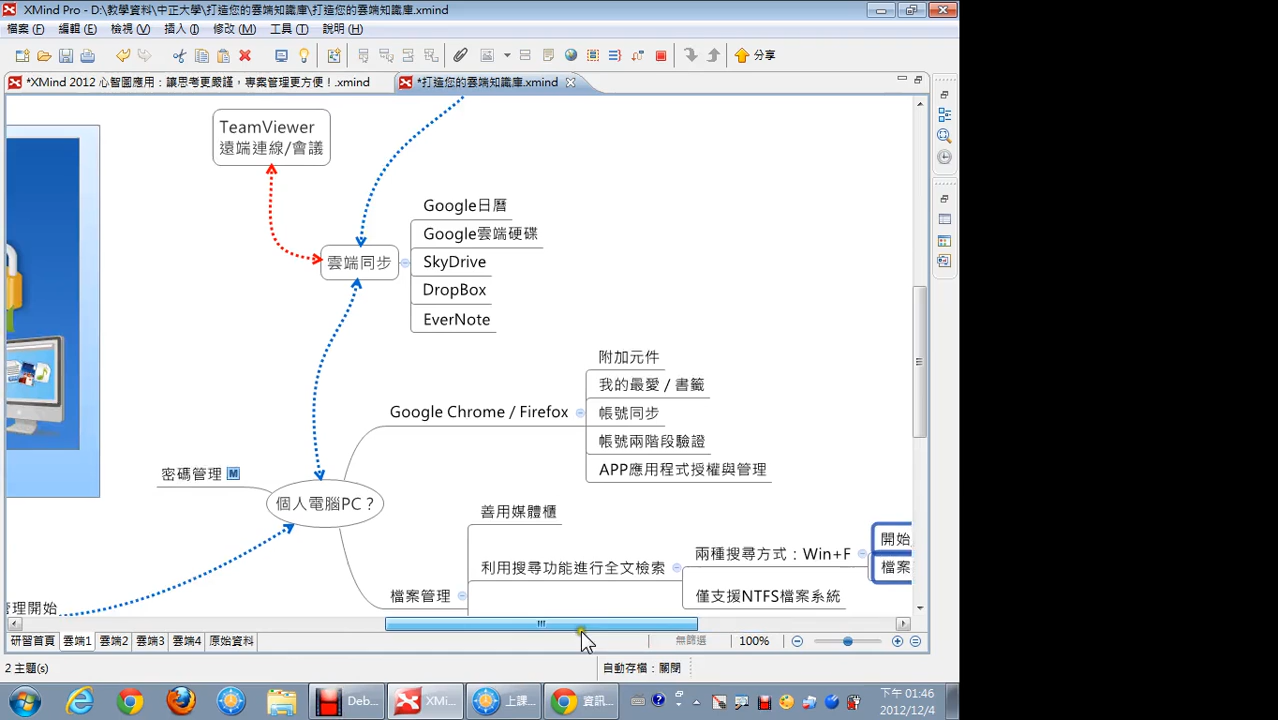 XMind Pro - D:\教學資料\中正大學\打造您的雲端知識庫\打造您的雲端知識庫.xmind
檔案 (F) 編輯 (E) 檢視 (V) 插入 (I) 修改 (M) 工具 (T) 說明 (H)
分享
*XMind 2012 心智圖應用：讓思考更嚴謹，專案管理更方便！.xmind
*打造您的雲端知識庫.xmind
TeamViewer
遠端連線/會議
Google日曆
Google雲端硬碟
雲端同步
SkyDrive
DropBox
EverNote
附加元件
我的最愛 / 書籤
Google Chrome / Firefox
帳號同步
帳號兩階段驗證
APP應用程式授權與管理
密碼管理
個人電腦PC？
善用媒體櫃
開始
兩種搜尋方式：Win+F
利用搜尋功能進行全文檢索
檔案
檔案管理
僅支援NTFS檔案系統
管理開始
研習首頁 雲端1 雲端2 雲端3 雲端4 原始資料
無篩選
100%
2 主題(s)
自動存檔：關閉
Deb...
XMi...
上課...
資訊...
下午 01:46
2012/12/4